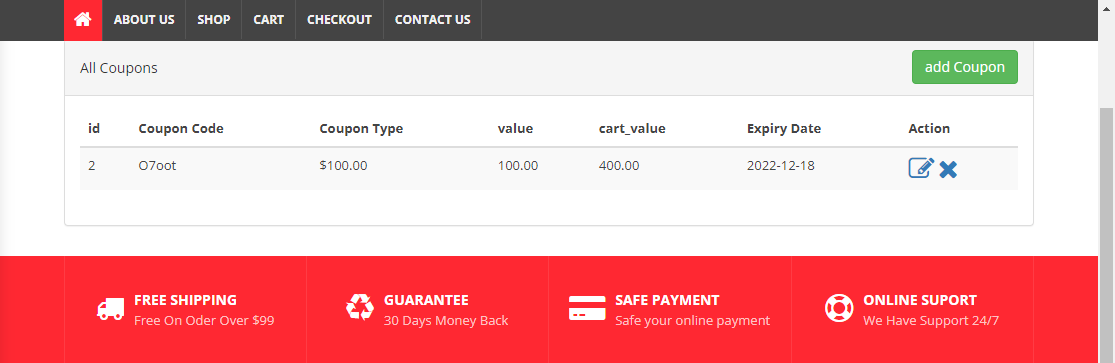 ABOUT US SHOP CART CHECKOUT CONTACT US
All Coupons add Coupon
id Coupon Code Coupon Type value cart_value Expiry Date Action
2 O7oot $100.00 100.00 400.00 2022-12-18
FREE SHIPPING GUARANTEE SAFE PAYMENT ONLINE SUPORT
Free On Oder Over $99 30 Days Money Back Safe your online payment We Have Support 24/7